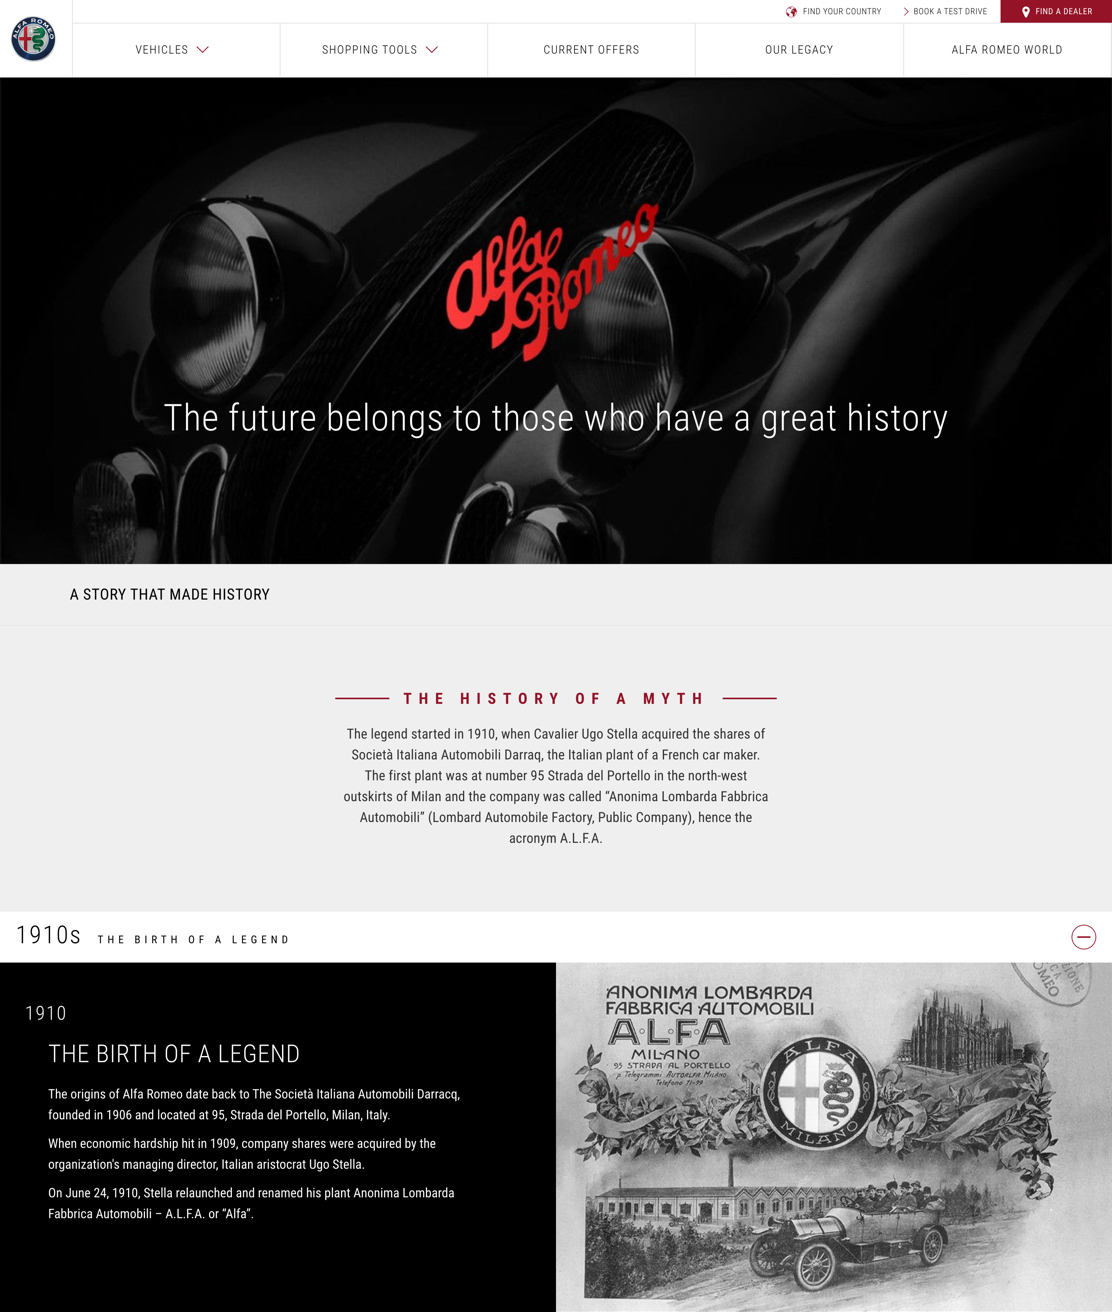 ALFA ROMEO
FIND YOUR COUNTRY
BOOK A TEST DRIVE
FIND A DEALER
VEHICLES
SHOPPING TOOLS
CURRENT OFFERS
OUR LEGACY
ALFA ROMEO WORLD
Alfa
Romeo
The future belongs to those who have a great history
A STORY THAT MADE HISTORY
THE HISTORY OF A MYTH
The legend started in 1910, when Cavalier Ugo Stella acquired the shares of
Società Italiana Automobili Darraq, the Italian plant of a French car maker.
The first plant was at number 95 Strada del Portello in the north-west
outskirts of Milan and the company was called “Anonima Lombarda Fabbrica
Automobili” (Lombard Automobile Factory, Public Company), hence the
acronym A.L.F.A.
1910s THE BIRTH OF A LEGEND
1910
THE BIRTH OF A LEGEND
The origins of Alfa Romeo date back to The Società Italiana Automobili Darracq,
founded in 1906 and located at 95, Strada del Portello, Milan, Italy.
When economic hardship hit in 1909, company shares were acquired by the
organization's managing director, Italian aristocrat Ugo Stella.
On June 24, 1910, Stella relaunched and renamed his plant Anonima Lombarda
Fabbrica Automobili – A.L.F.A. or “Alfa”.
ANONIMA LOMBARDA
FABBRICA AUTOMOBILI
A·L·F·A
MILANO
95 STRADA AL PORTELLO
p. Telegrammi AUTOALFA MILANO
Telefono 11-99
ALFA
MILANO